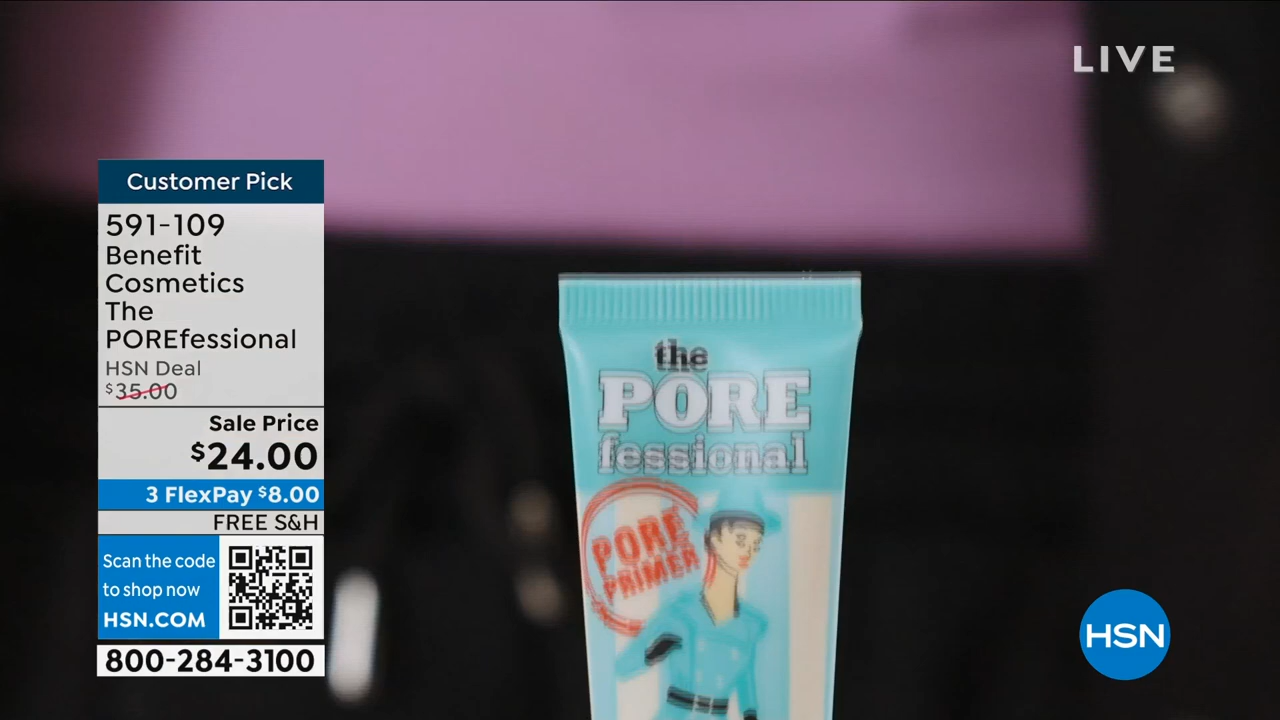 LIVE
Customer Pick
591-109
Benefit
Cosmetics
The
POREfessional
HSN Deal
$35.00
Sale Price
$24.00
3 FlexPay $8.00
FREE S&H
Scan the code
to shop now
HSN.COM
800-284-3100
the
PORE
fessional
PORE
PRIMER
HSN